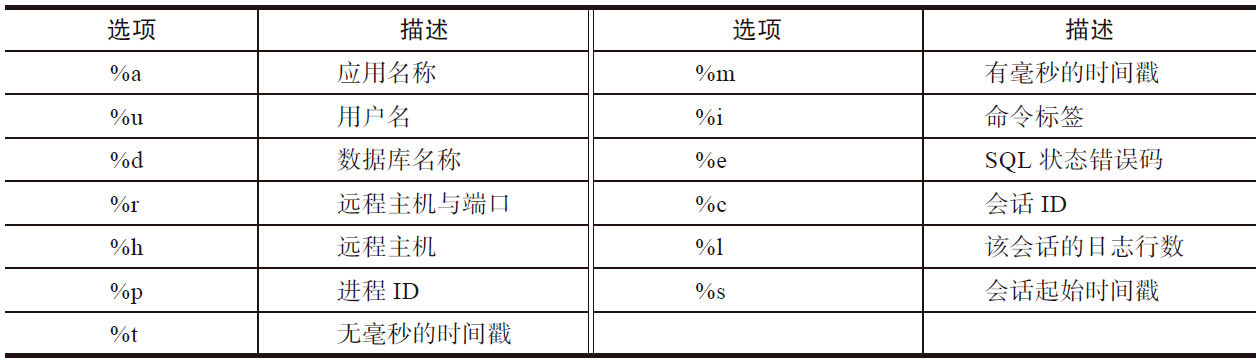 选项 描述 选项 描述
%a 应用名称 %m 有毫秒的时间戳
%u 用户名 %i 命令标签
%d 数据库名称 %e SQL 状态错误码
%r 远程主机与端口 %c 会话 ID
%h 远程主机 %l 该会话的日志行数
%p 进程 ID %s 会话起始时间戳
%t 无毫秒的时间戳